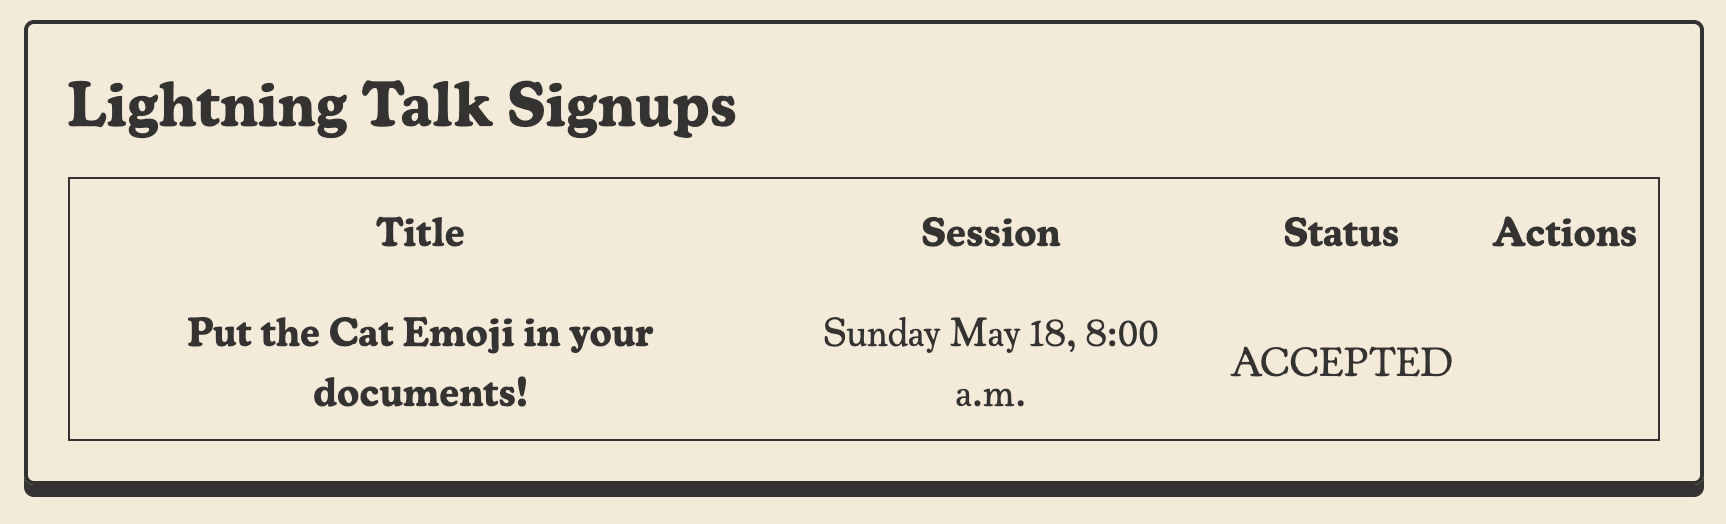 Lightning Talk Signups
Title Session Status Actions
Put the Cat Emoji in your
documents!
Sunday May 18, 8:00
a.m.
ACCEPTED